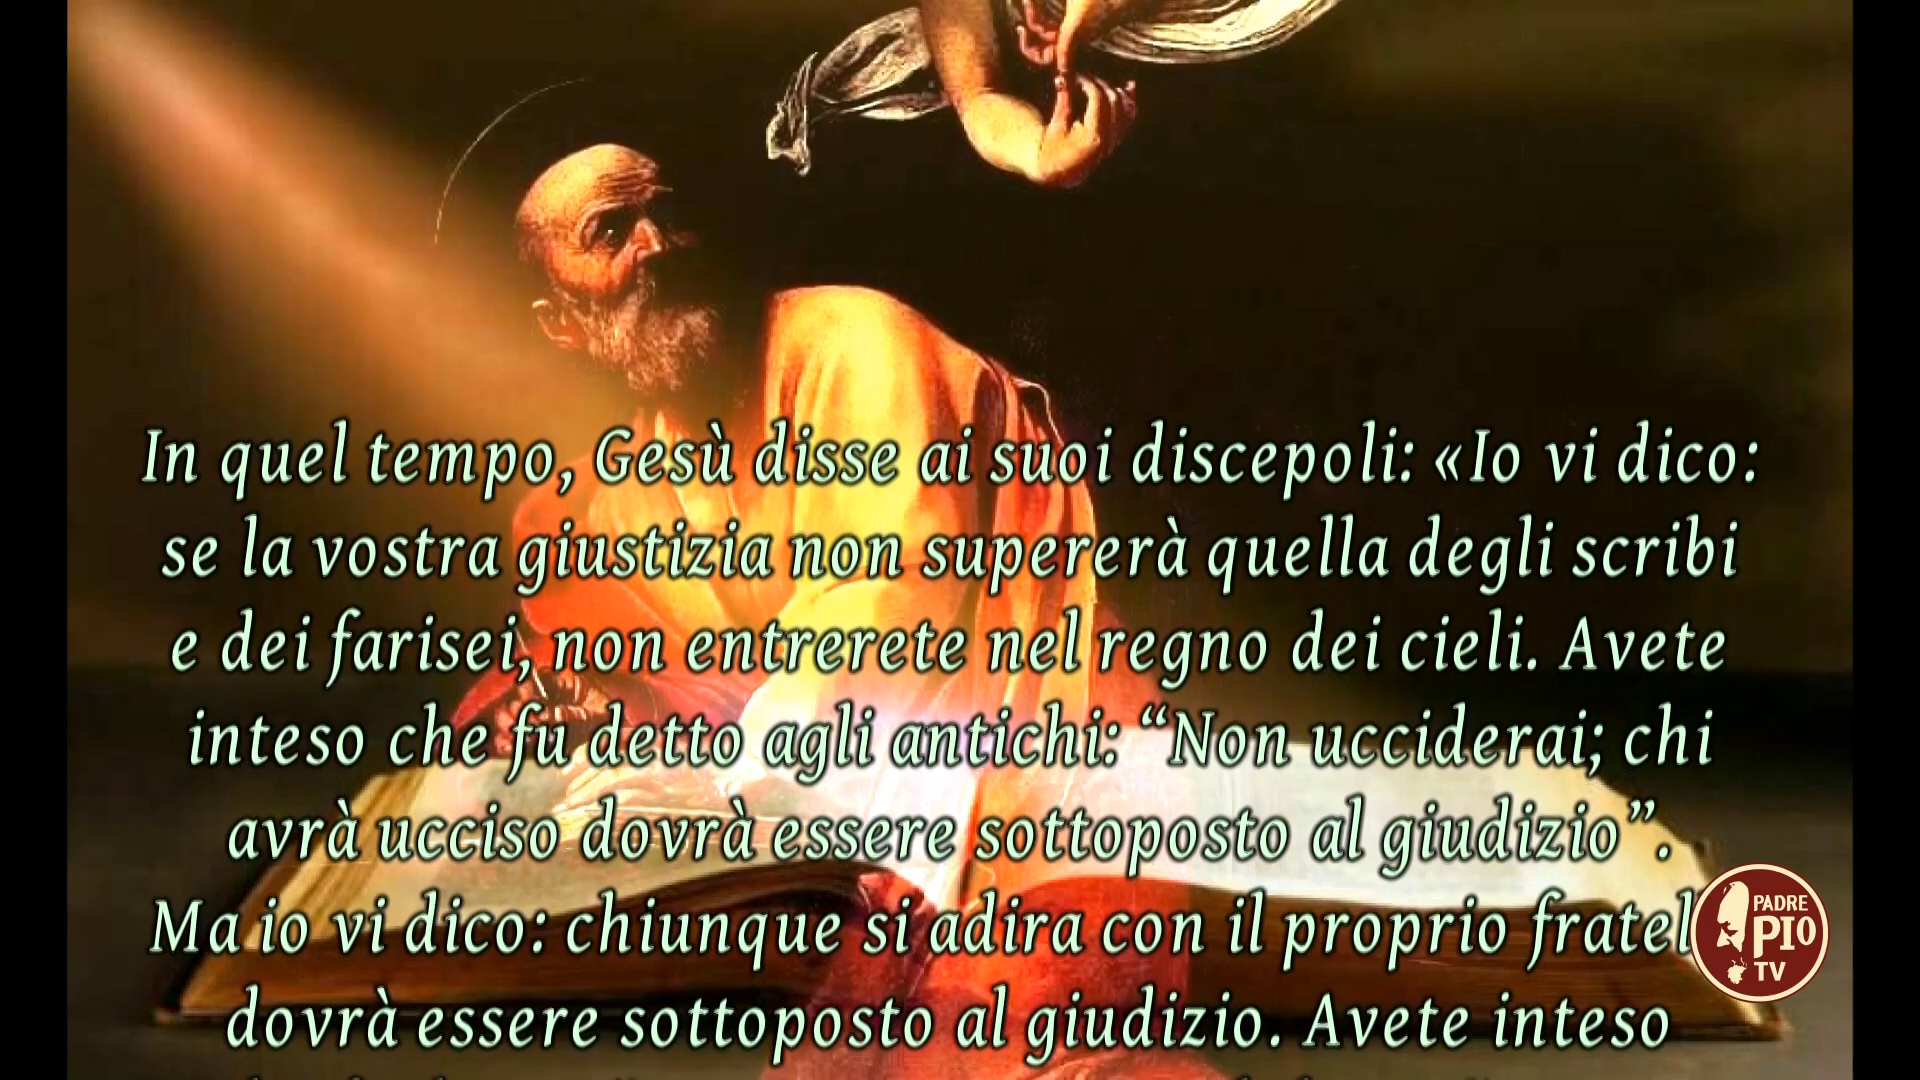 In quel tempo, Gesù disse ai suoi discepoli: «Io vi dico:
se la vostra giustizia non supererà quella degli scribi
e dei farisei, non entrerete nel regno dei cieli. Avete
inteso che fu detto agli antichi: “Non ucciderai; chi
avrà ucciso dovrà essere sottoposto al giudizio”.
Ma io vi dico: chiunque si adira con il proprio fratel
dovrà essere sottoposto al giudizio. Avete inteso
PADRE
PIO
TV